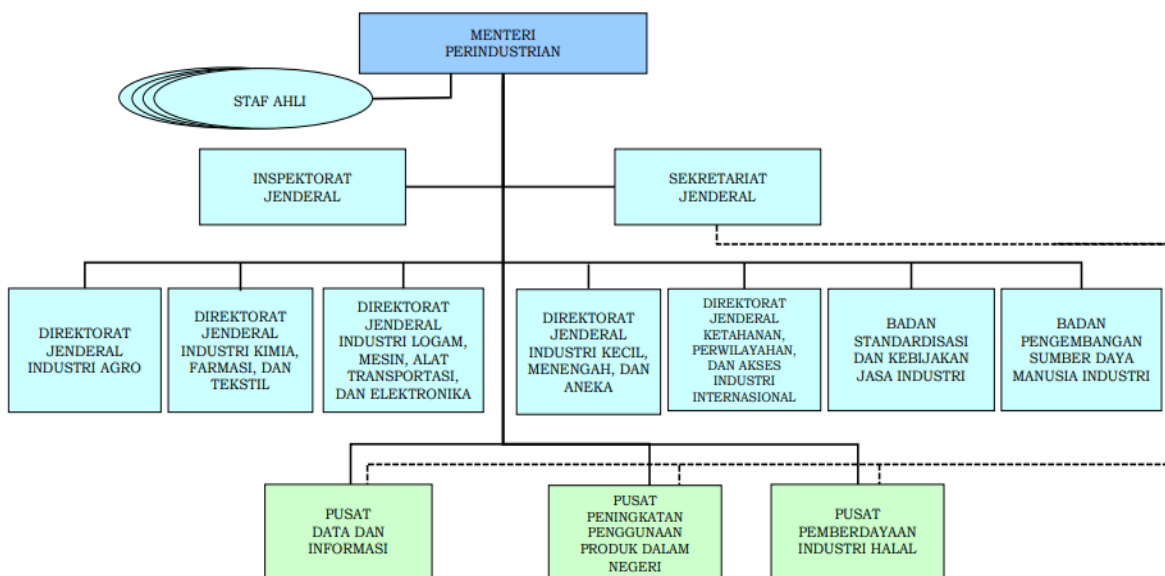 MENTERI
PERINDUSTRIAN
STAF AHLI
INSPEKTORAT
JENDERAL
SEKRETARIAT
JENDERAL
DIREKTORAT
JENDERAL
INDUSTRI AGRO
DIREKTORAT
JENDERAL
INDUSTRI KIMIA,
FARMASI, DAN
TEKSTIL
DIREKTORAT
JENDERAL
INDUSTRI LOGAM,
MESIN, ALAT
TRANSPORTASI,
DAN ELEKTRONIKA
DIREKTORAT
JENDERAL
INDUSTRI KECIL,
MENENGAH, DAN
ANEKA
DIREKTORAT
JENDERAL
KETAHANAN,
PERWILAYAHAN,
DAN AKSES
INDUSTRI
INTERNASIONAL
BADAN
STANDARDISASI
DAN KEBIJAKAN
JASA INDUSTRI
BADAN
PENGEMBANGAN
SUMBER DAYA
MANUSIA INDUSTRI
PUSAT
DATA DAN
INFORMASI
PUSAT
PENINGKATAN
PENGGUNAAN
PRODUK DALAM
NEGERI
PUSAT
PEMBERDAYAAN
INDUSTRI HALAL